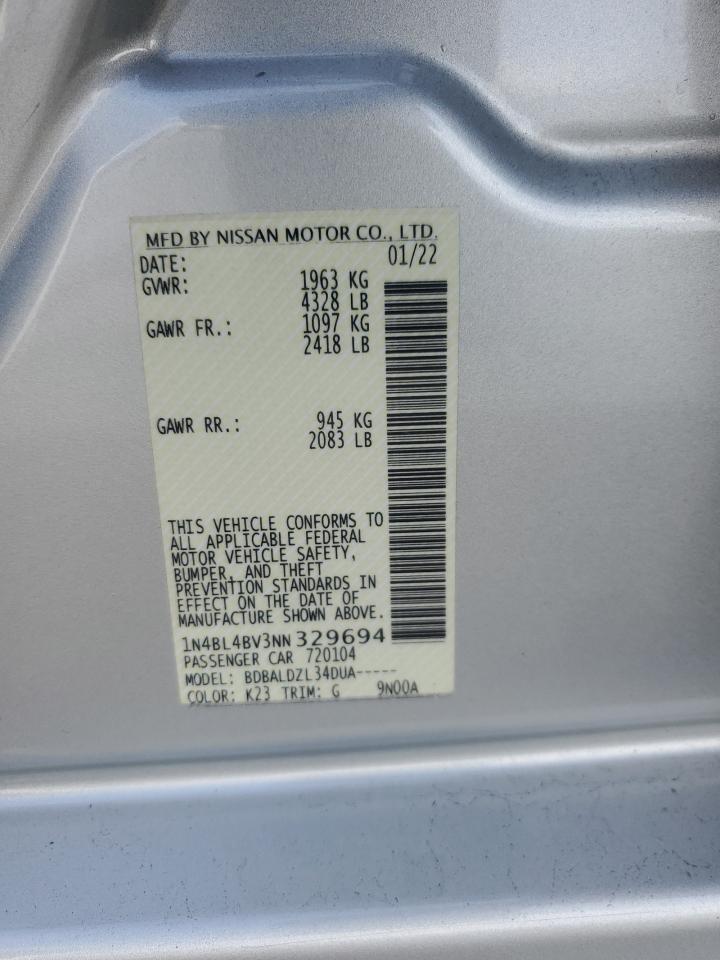 MFD BY NISSAN MOTOR CO., LTD.
DATE: 01/22
GVWR: 1963 KG
4328 LB
GAWR FR.: 1097 KG
2418 LB
GAWR RR.: 945 KG
2083 LB
THIS VEHICLE CONFORMS TO
ALL APPLICABLE FEDERAL
MOTOR VEHICLE SAFETY,
BUMPER, AND THEFT
PREVENTION STANDARDS IN
EFFECT ON THE DATE OF
MANUFACTURE SHOWN ABOVE.
1N4BL4BV3NN329694
PASSENGER CAR 720104
MODEL: BDBALDZL34DUA-----
COLOR: K23 TRIM: G 9N00A